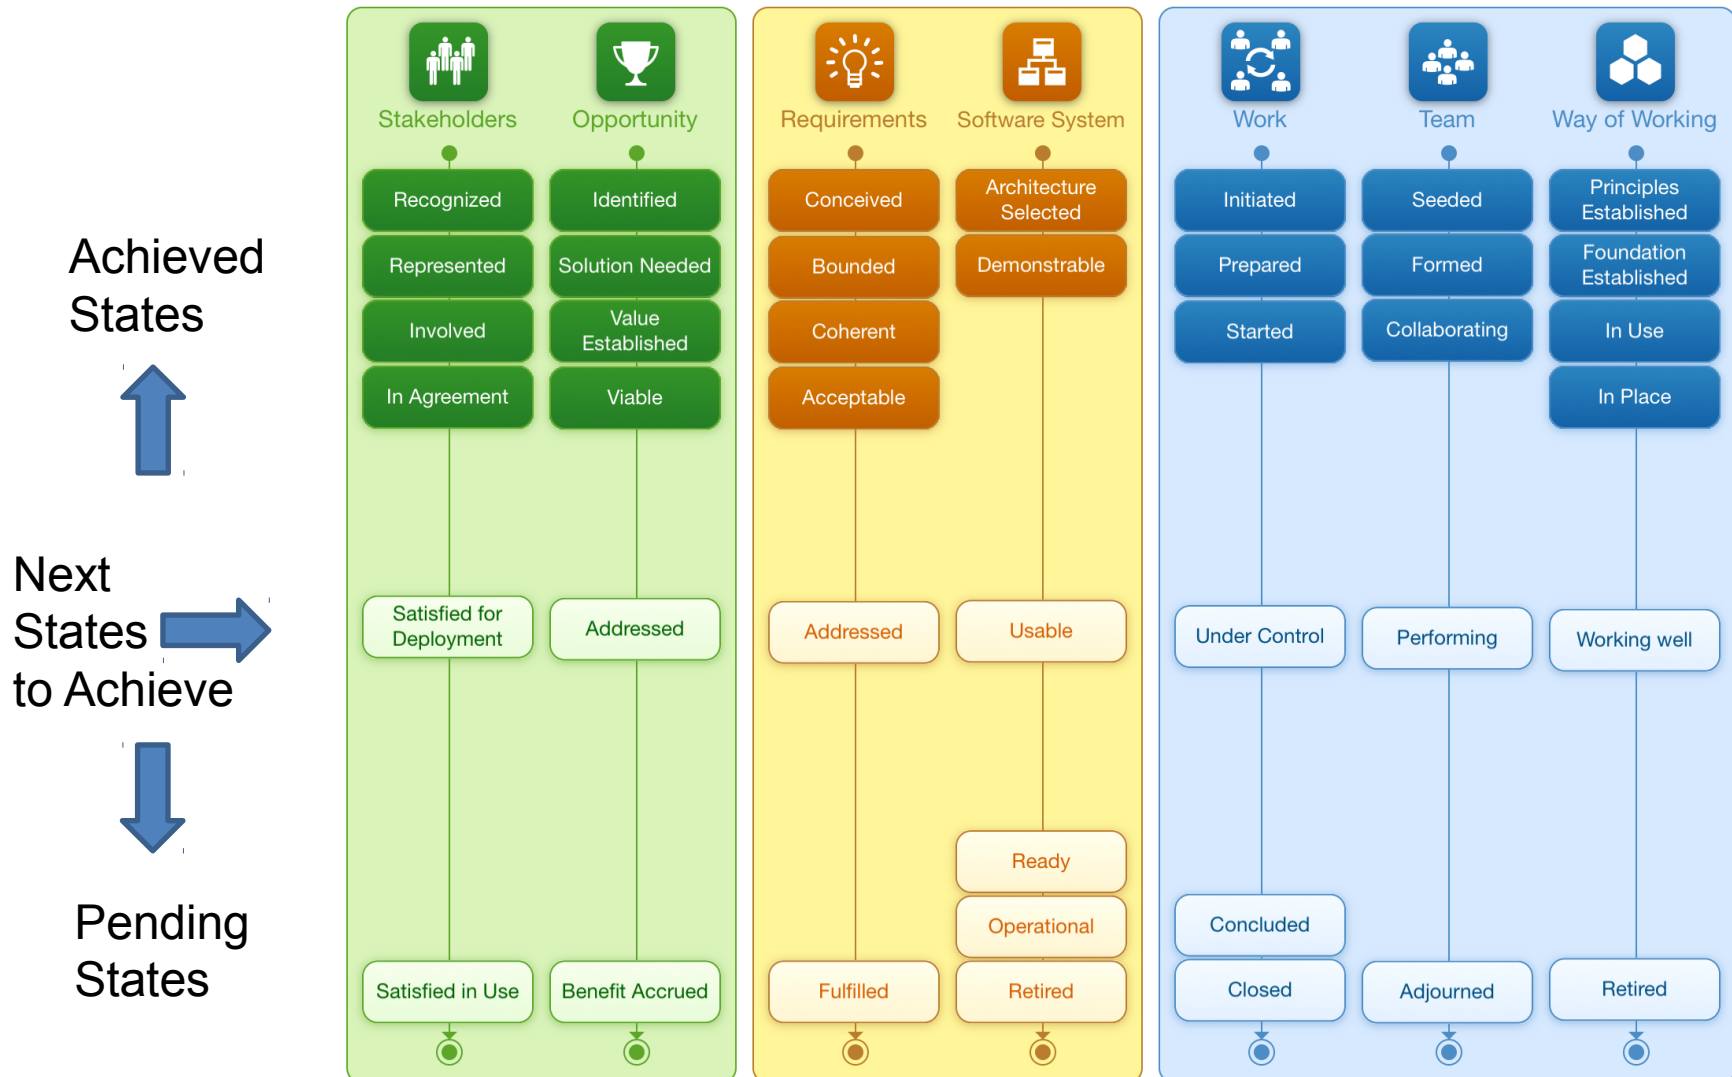 Stakeholders
Opportunity
Requirements
Software System
Work
Team
Way of Working
Achieved
States
Recognized
Identified
Conceived
Architecture
Selected
Initiated
Seeded
Principles
Established
Represented
Solution Needed
Bounded
Demonstrable
Prepared
Formed
Foundation
Established
Involved
Value
Established
Coherent
Started
Collaborating
In Use
In Agreement
Viable
Acceptable
In Place
Next
States
to Achieve
Satisfied for
Deployment
Addressed
Addressed
Usable
Under Control
Performing
Working well
Pending
States
Ready
Concluded
Operational
Satisfied in Use
Benefit Accrued
Fulfilled
Retired
Closed
Adjourned
Retired